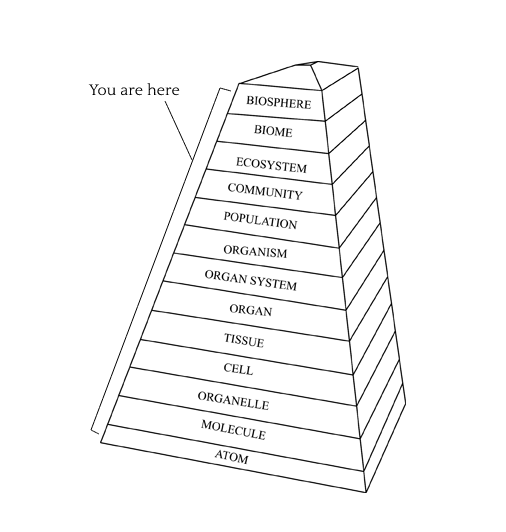 You are here
BIOSPHERE
BIOME
ECOSYSTEM
COMMUNITY
POPULATION
ORGANISM
ORGAN SYSTEM
ORGAN
TISSUE
CELL
ORGANELLE
MOLECULE
ATOM